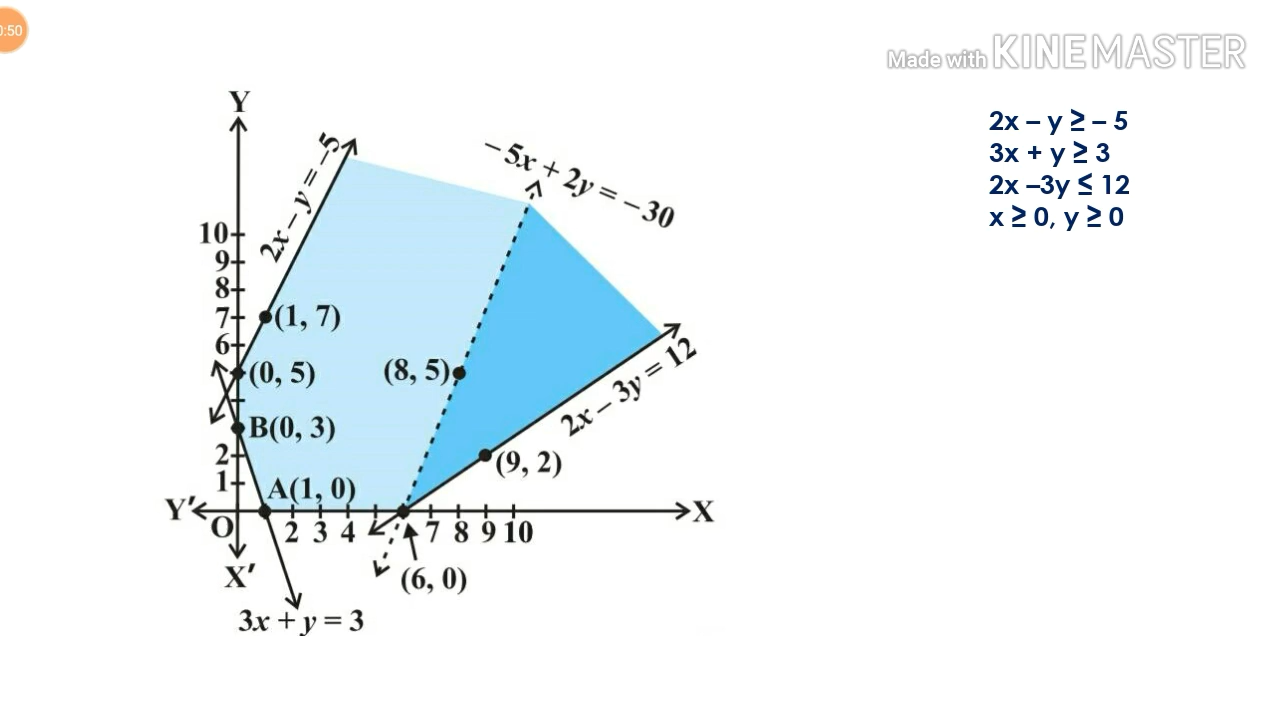 :50
Made with KINEMASTER
2x – y ≥ – 5
3x + y ≥ 3
2x –3y ≤ 12
x ≥ 0, y ≥ 0
Y
2x – y = –5
– 5x + 2y = –30
10
9
8
7
(1, 7)
6
(0, 5)
(8, 5)
B(0, 3)
2x – 3y = 12
2
(9, 2)
1
A(1, 0)
Y′
X
O
2 3 4 7 8 9 10
X′
(6, 0)
3x + y = 3